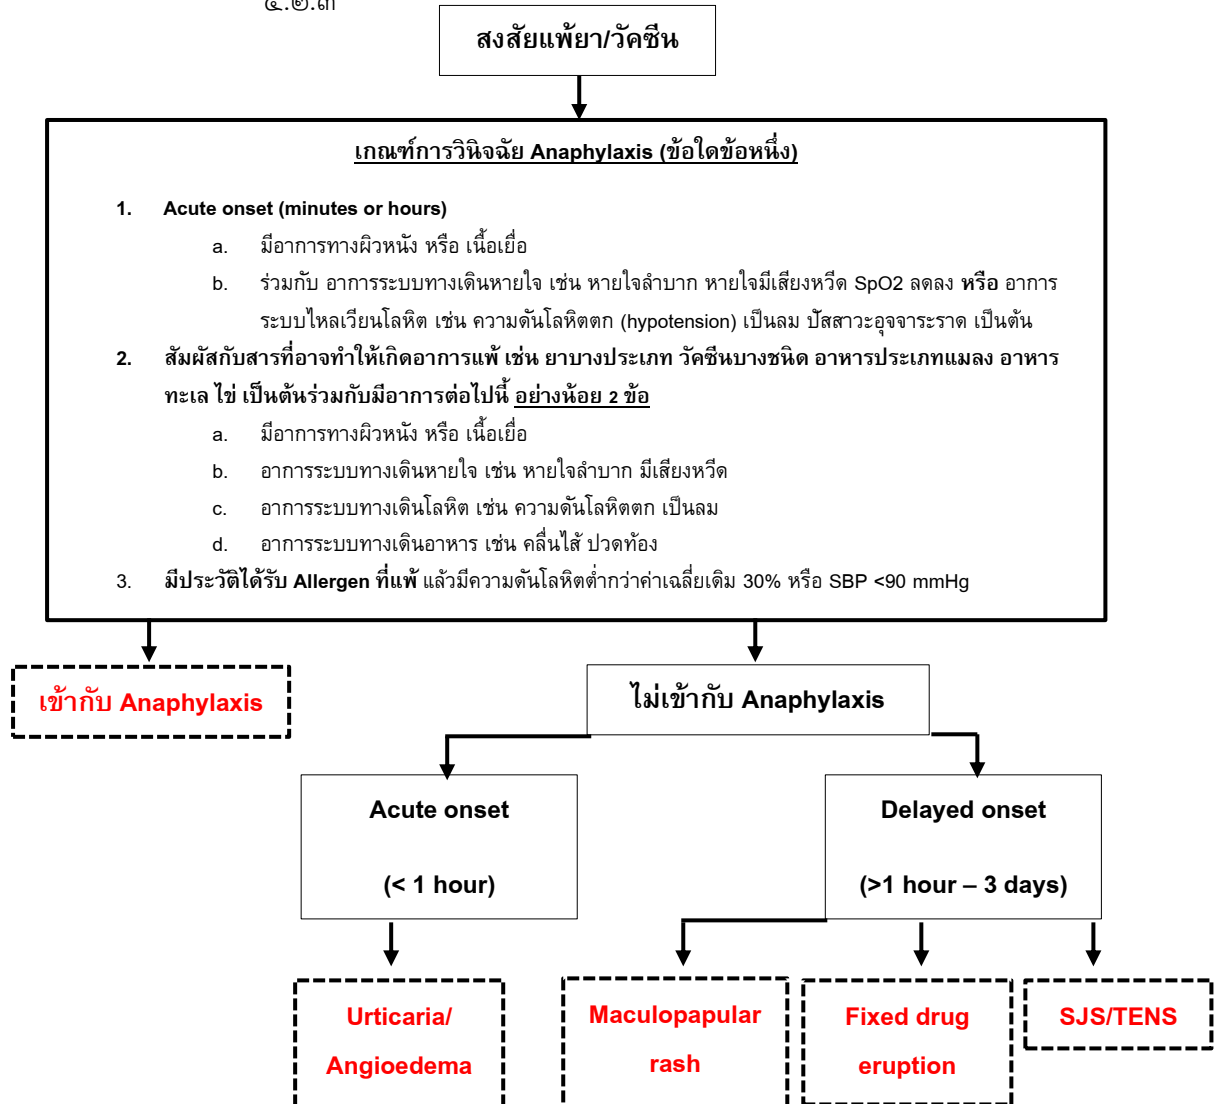 ๔.๒.๓
สงสัยแพ้ยา/วัคซีน
เกณฑ์การวินิจฉัย Anaphylaxis (ข้อใดข้อหนึ่ง)
1. Acute onset (minutes or hours)
a. มีอาการทางผิวหนัง หรือ เนื้อเยื่อ
b. ร่วมกับ อาการระบบทางเดินหายใจ เช่น หายใจลำบาก หายใจมีเสียงหวีด SpO2 ลดลง หรือ อาการ
ระบบไหลเวียนโลหิต เช่น ความดันโลหิตตก (hypotension) เป็นลม ปัสสาวะอุจจาระราด เป็นต้น
2. สัมผัสกับสารที่อาจทำให้เกิดอาการแพ้ เช่น ยาบางประเภท วัคซีนบางชนิด อาหารประเภทแมลง อาหาร
ทะเล ไข่ เป็นต้นร่วมกับมีอาการต่อไปนี้ อย่างน้อย 2 ข้อ
a. มีอาการทางผิวหนัง หรือ เนื้อเยื่อ
b. อาการระบบทางเดินหายใจ เช่น หายใจลำบาก มีเสียงหวีด
c. อาการระบบทางเดินโลหิต เช่น ความดันโลหิตตก เป็นลม
d. อาการระบบทางเดินอาหาร เช่น คลื่นไส้ ปวดท้อง
3. มีประวัติได้รับ Allergen ที่แพ้ แล้วมีความดันโลหิตต่ำกว่าค่าเฉลี่ยเดิม 30% หรือ SBP <90 mmHg
เข้ากับ Anaphylaxis
ไม่เข้ากับ Anaphylaxis
Acute onset
(< 1 hour)
Delayed onset
(>1 hour – 3 days)
Urticaria/
Angioedema
Maculopapular
rash
Fixed drug
eruption
SJS/TENS